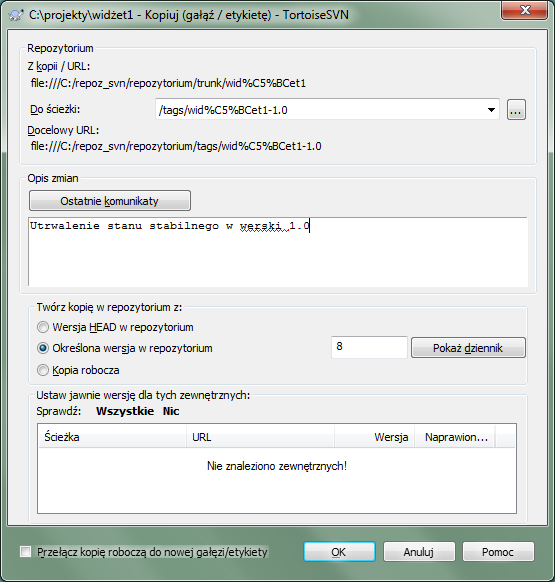 C:\projekty\widżet1 - Kopiuj (gałąź / etykietę) - TortoiseSVN
Repozytorium
Z kopii / URL:
file:///C:/repoz_svn/repozytorium/trunk/wid%C5%BCet1
Do ścieżki:
/tags/wid%C5%BCet1-1.0
...
Docelowy URL:
file:///C:/repoz_svn/repozytorium/tags/wid%C5%BCet1-1.0
Opis zmian
Ostatnie komunikaty
Utrwalenie stanu stabilnego w werski 1.0
Twórz kopię w repozytorium z:
Wersja HEAD w repozytorium
Określona wersja w repozytorium
8
Pokaż dziennik
Kopia robocza
Ustaw jawnie wersję dla tych zewnętrznych:
Sprawdź: Wszystkie Nic
Ścieżka URL Wersja Naprawion...
Nie znaleziono zewnętrznych!
Przełącz kopię roboczą do nowej gałęzi/etykiety
OK
Anuluj
Pomoc